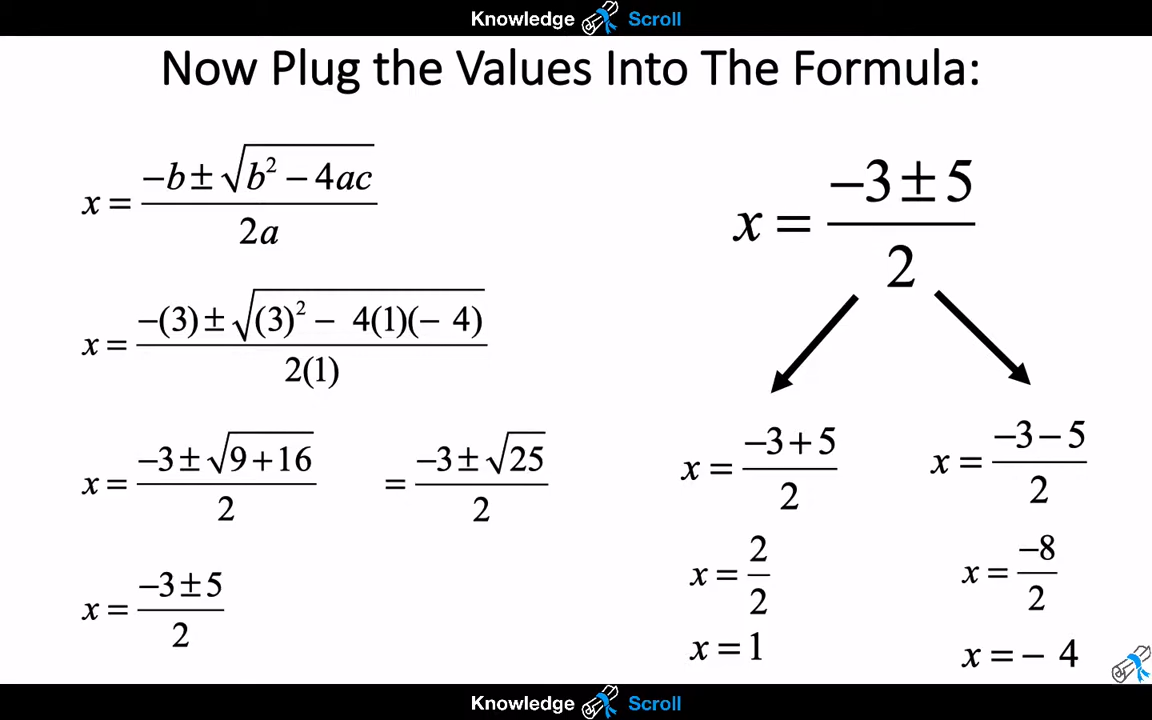 Knowledge Scroll
Now Plug the Values Into The Formula:
x = (−b ± √(b² − 4ac)) / (2a)
x = (−(3) ± √((3)² − 4(1)(− 4))) / (2(1))
x = (−3 ± √(9 + 16)) / 2 = (−3 ± √25) / 2
x = (−3 ± 5) / 2
x = (−3 ± 5) / 2
x = (−3 + 5) / 2
x = 2 / 2
x = 1
x = (−3 − 5) / 2
x = −8 / 2
x = − 4
Knowledge Scroll